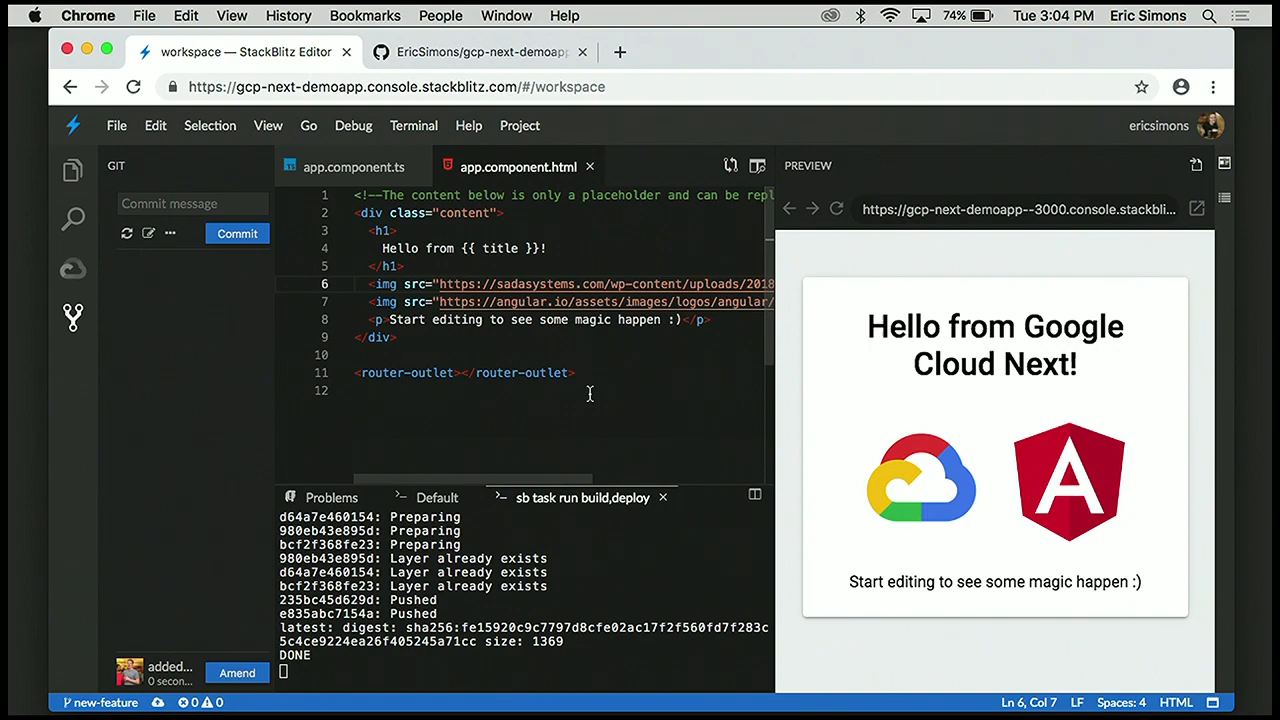 Chrome File Edit View History Bookmarks People Window Help 74% Tue 3:04 PM Eric Simons
workspace — StackBlitz Editor
EricSimons/gcp-next-demoapp
https://gcp-next-demoapp.console.stackblitz.com/#/workspace
File Edit Selection View Go Debug Terminal Help Project ericsimons
GIT
Commit message
Commit
app.component.ts
app.component.html
1 <!--The content below is only a placeholder and can be repl
2 <div class="content">
3 <h1>
4 Hello from {{ title }}!
5 </h1>
6 <img src="https://sadasystems.com/wp-content/uploads/2018
7 <img src="https://angular.io/assets/images/logos/angular/
8 <p>Start editing to see some magic happen :)</p>
9 </div>
10
11 <router-outlet></router-outlet>
12
Problems Default sb task run build,deploy
d64a7e460154: Preparing
980eb43e895d: Preparing
bcf2f368fe23: Preparing
980eb43e895d: Layer already exists
d64a7e460154: Layer already exists
bcf2f368fe23: Layer already exists
235bc45d629d: Pushed
e835abc7154a: Pushed
latest: digest: sha256:fe15920c9c7797d8cfe02ac17f2f560fd7f283c
5c4ce9224ea26f405245a71cc size: 1369
DONE
added...
0 secon...
Amend
PREVIEW
https://gcp-next-demoapp--3000.console.stackbli...
Hello from Google
Cloud Next!
A
Start editing to see some magic happen :)
new-feature 0 0 Ln 6, Col 7 LF Spaces: 4 HTML